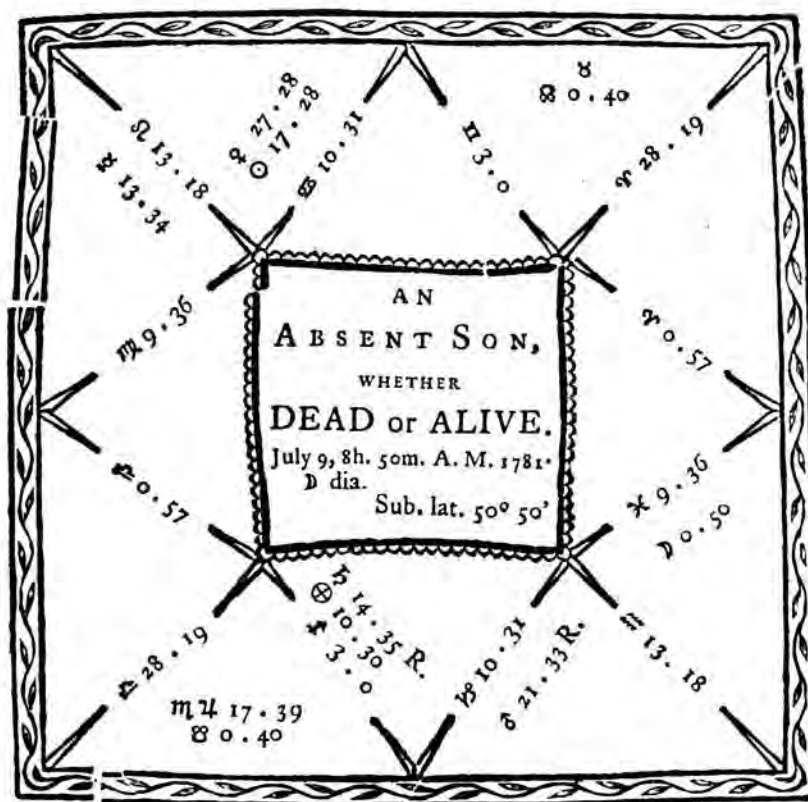 ♉
☊ 0 . 40
♀ 27 . 28
☉ 17 . 28
♋ 10 . 31
♊ 3 . 0
♈ 28 . 19
♌ 13 . 18
☿ 13 . 34
♍ 9 . 36
♈ 0 . 57
AN
ABSENT SON,
WHETHER
DEAD or ALIVE.
July 9, 8h. 50m. A. M. 1781.
☽ dia.
Sub. lat. 50° 50'
♎ 0 . 57
♓ 9 . 36
☽ 0 . 50
♎ 28 . 19
♄ 14 . 35 R.
⊗ 10 . 30
♐ 3 . 0
♑ 10 . 31
♂ 21 . 33 R.
♒ 13 . 18
♏ ♃ 17 . 39
☋ 0 . 40